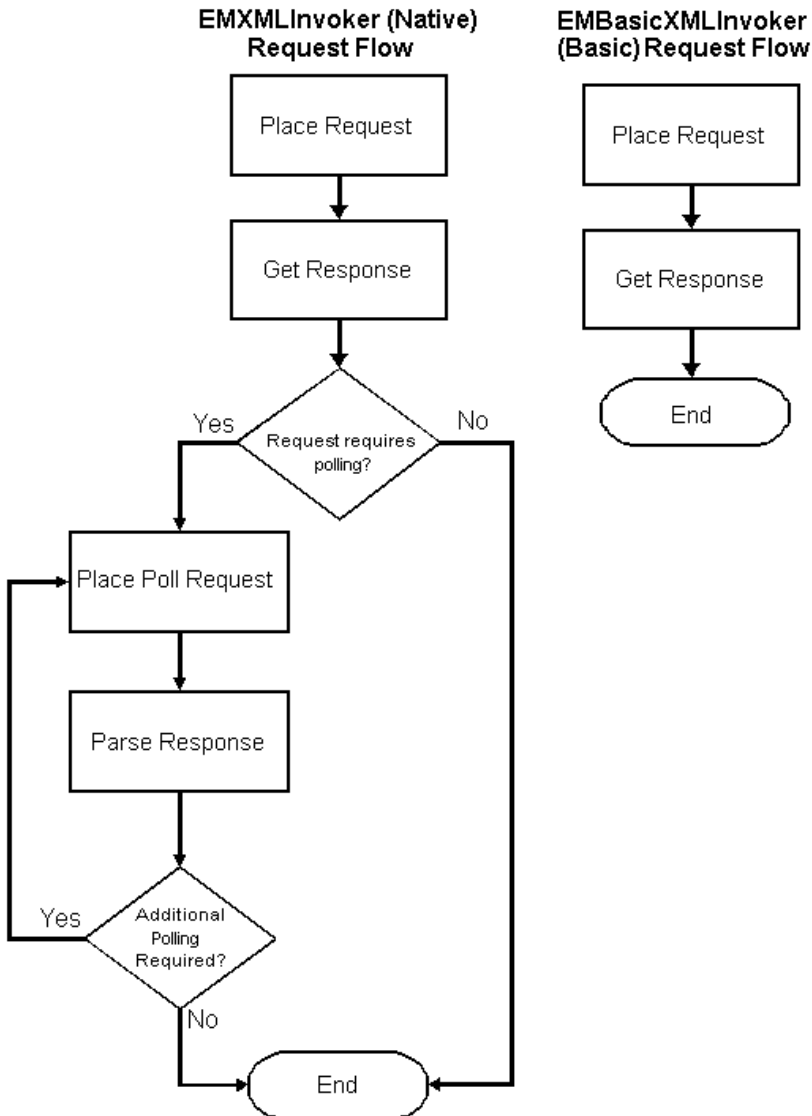 EMXMLInvoker (Native)
Request Flow
Place Request
Get Response
Yes
No
Request requires
polling?
Place Poll Request
Parse Response
Yes
Additional
Polling
Required?
No
End
EMBasicXMLInvoker
(Basic) Request Flow
Place Request
Get Response
End